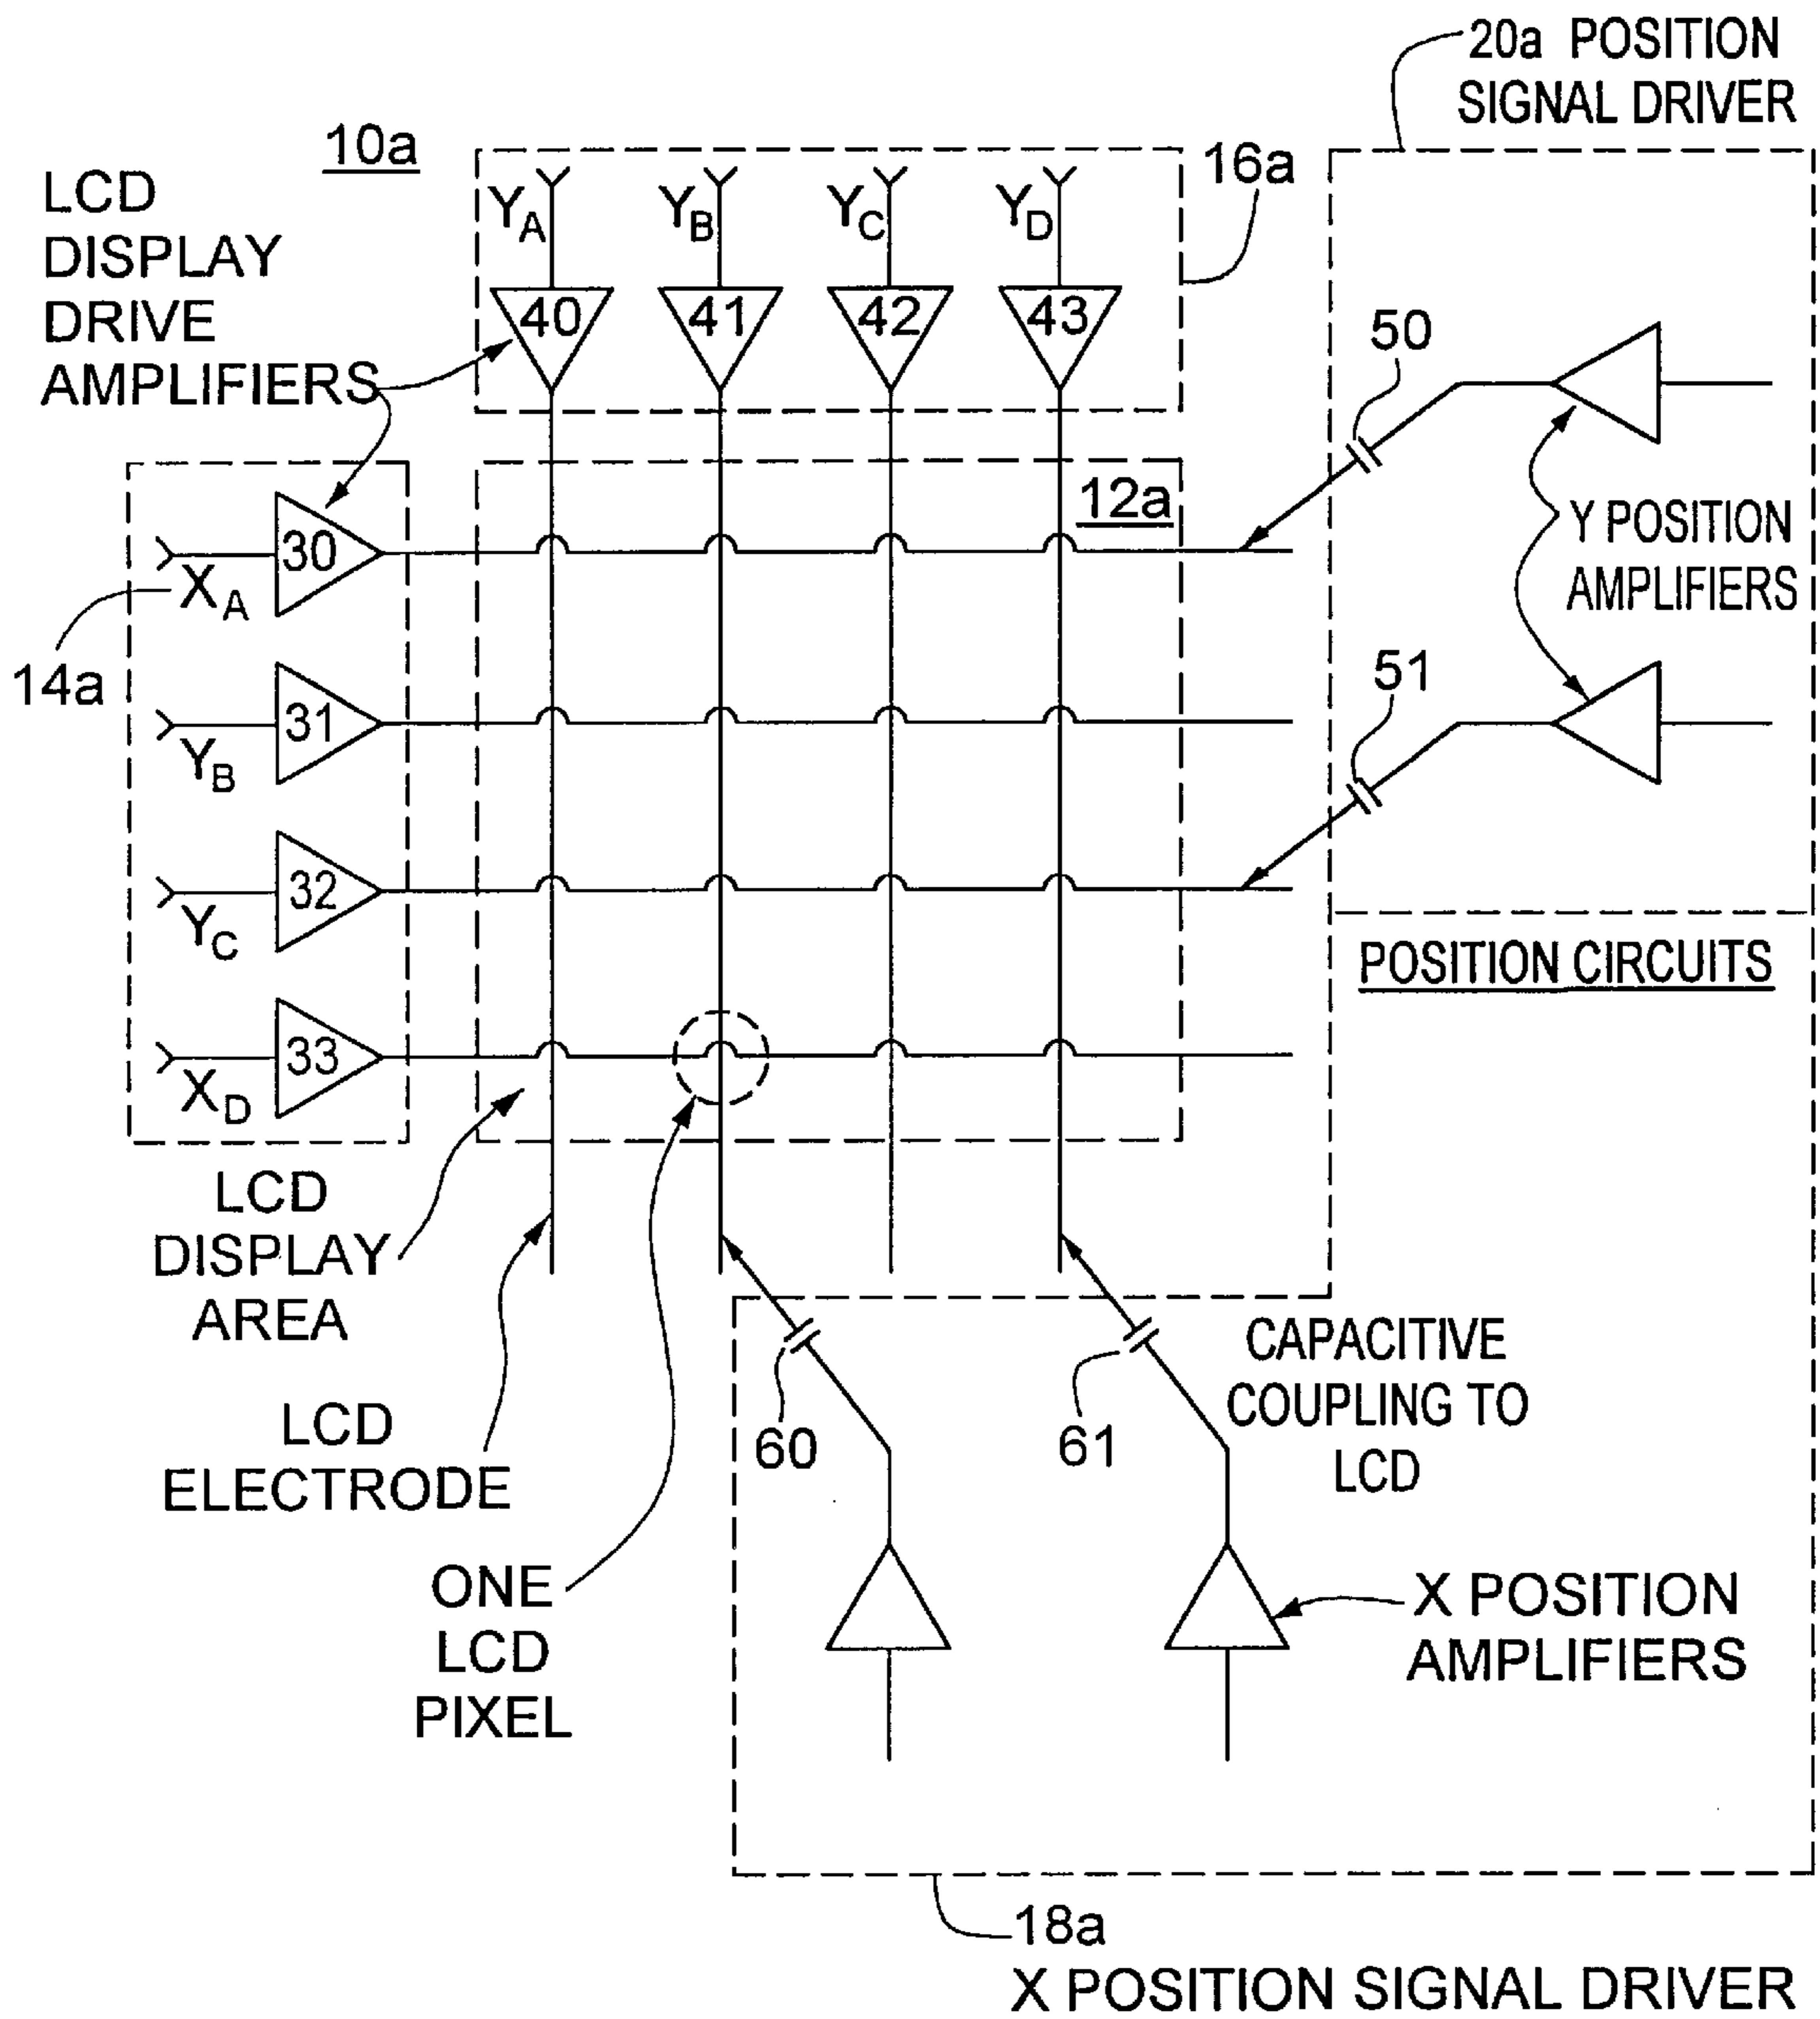 20a POSITION
SIGNAL DRIVER
10a
LCD
DISPLAY
DRIVE
AMPLIFIERS
16a
YA
YB
YC
YD
40
41
42
43
50
12a
Y POSITION
AMPLIFIERS
30
XA
14a
31
YB
51
32
YC
POSITION CIRCUITS
33
XD
LCD
DISPLAY
AREA
LCD
ELECTRODE
60
61
CAPACITIVE
COUPLING TO
LCD
ONE
LCD
PIXEL
X POSITION
AMPLIFIERS
18a
X POSITION SIGNAL DRIVER